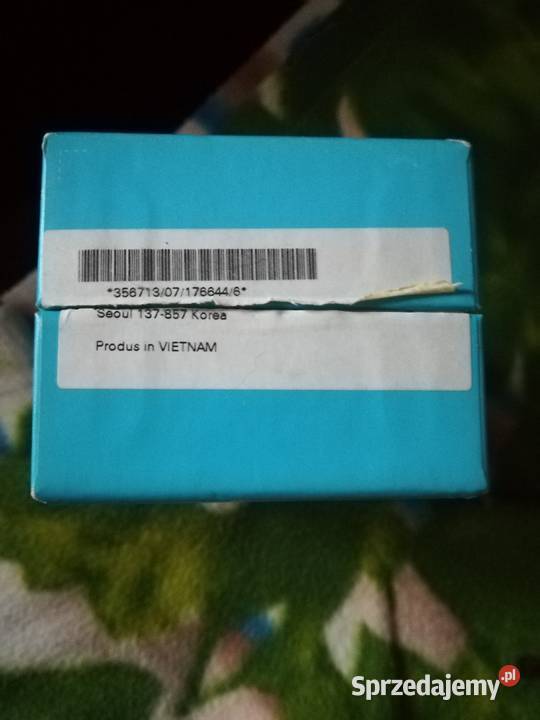 *356713/07/176644/6*
Seoul 137-857 Korea
Produs in VIETNAM
Sprzedajemy.pl